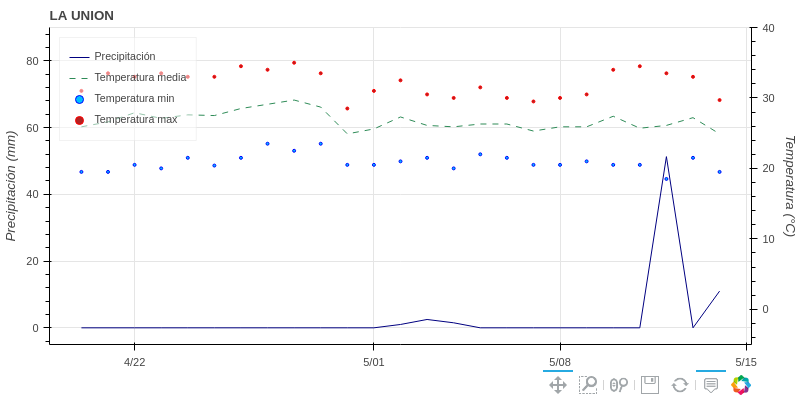 LA UNION
Precipitación
Temperatura media
Temperatura min
Temperatura max
Precipitación (mm)
80
60
40
20
0
Temperatura (°C)
40
30
20
10
0
4/22
5/01
5/08
5/15